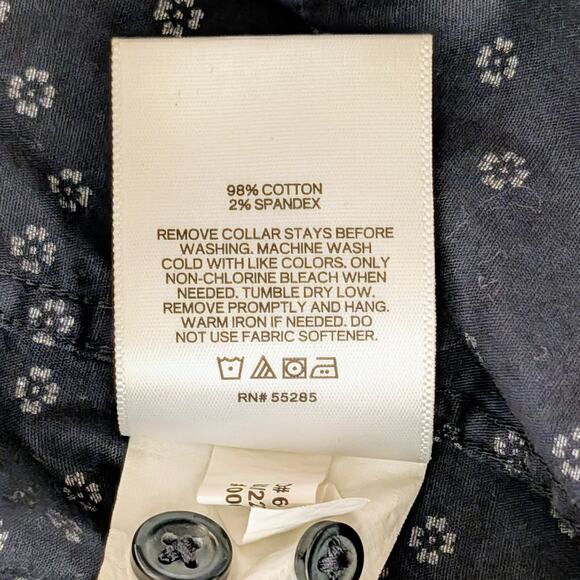 98% COTTON
2% SPANDEX
REMOVE COLLAR STAYS BEFORE
WASHING. MACHINE WASH
COLD WITH LIKE COLORS. ONLY
NON-CHLORINE BLEACH WHEN
NEEDED. TUMBLE DRY LOW.
REMOVE PROMPTLY AND HANG.
WARM IRON IF NEEDED. DO
NOT USE FABRIC SOFTENER.
RN# 55285